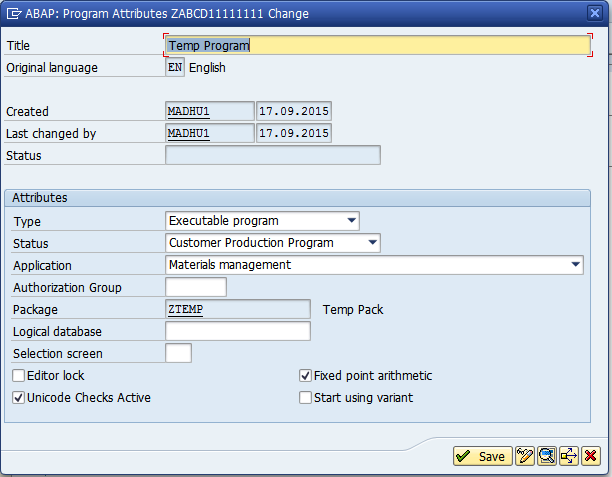 ABAP: Program Attributes ZABCD11111111 Change
Title Temp Program
Original language EN English
Created MADHU1 17.09.2015
Last changed by MADHU1 17.09.2015
Status
Attributes
Type Executable program
Status Customer Production Program
Application Materials management
Authorization Group
Package ZTEMP Temp Pack
Logical database
Selection screen
Editor lock Fixed point arithmetic
Unicode Checks Active Start using variant
Save